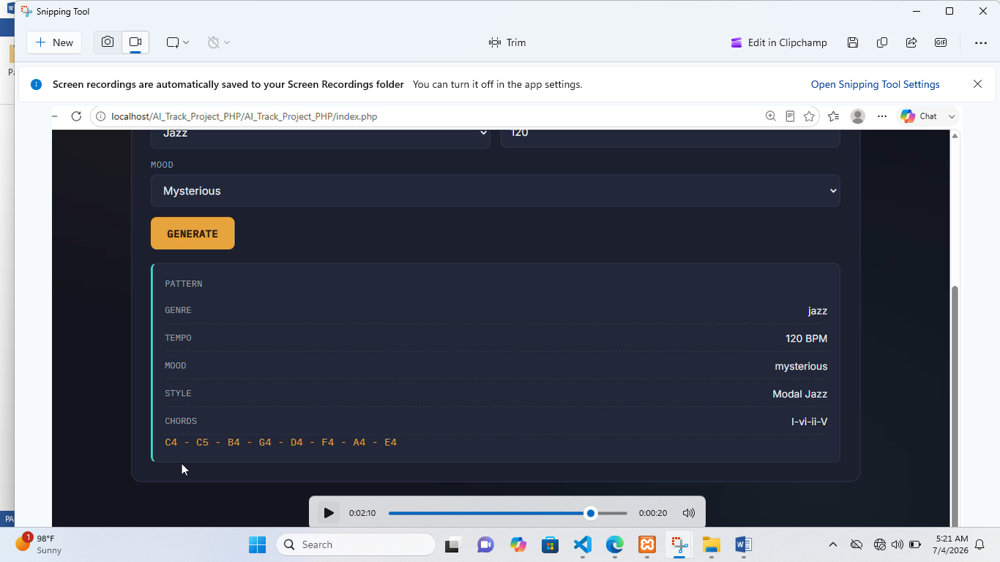 Snipping Tool
New
Trim
Edit in Clipchamp
GIF
Screen recordings are automatically saved to your Screen Recordings folder You can turn it off in the app settings.
Open Snipping Tool Settings
localhost/AI_Track_Project_PHP/AI_Track_Project_PHP/index.php
Chat
Jazz
120
MOOD
Mysterious
GENERATE
PATTERN
GENRE jazz
TEMPO 120 BPM
MOOD mysterious
STYLE Modal Jazz
CHORDS I-vi-ii-V
C4 - C5 - B4 - G4 - D4 - F4 - A4 - E4
0:02:10
0:00:20
1
98°F
Sunny
Search
5:21 AM
7/4/2026